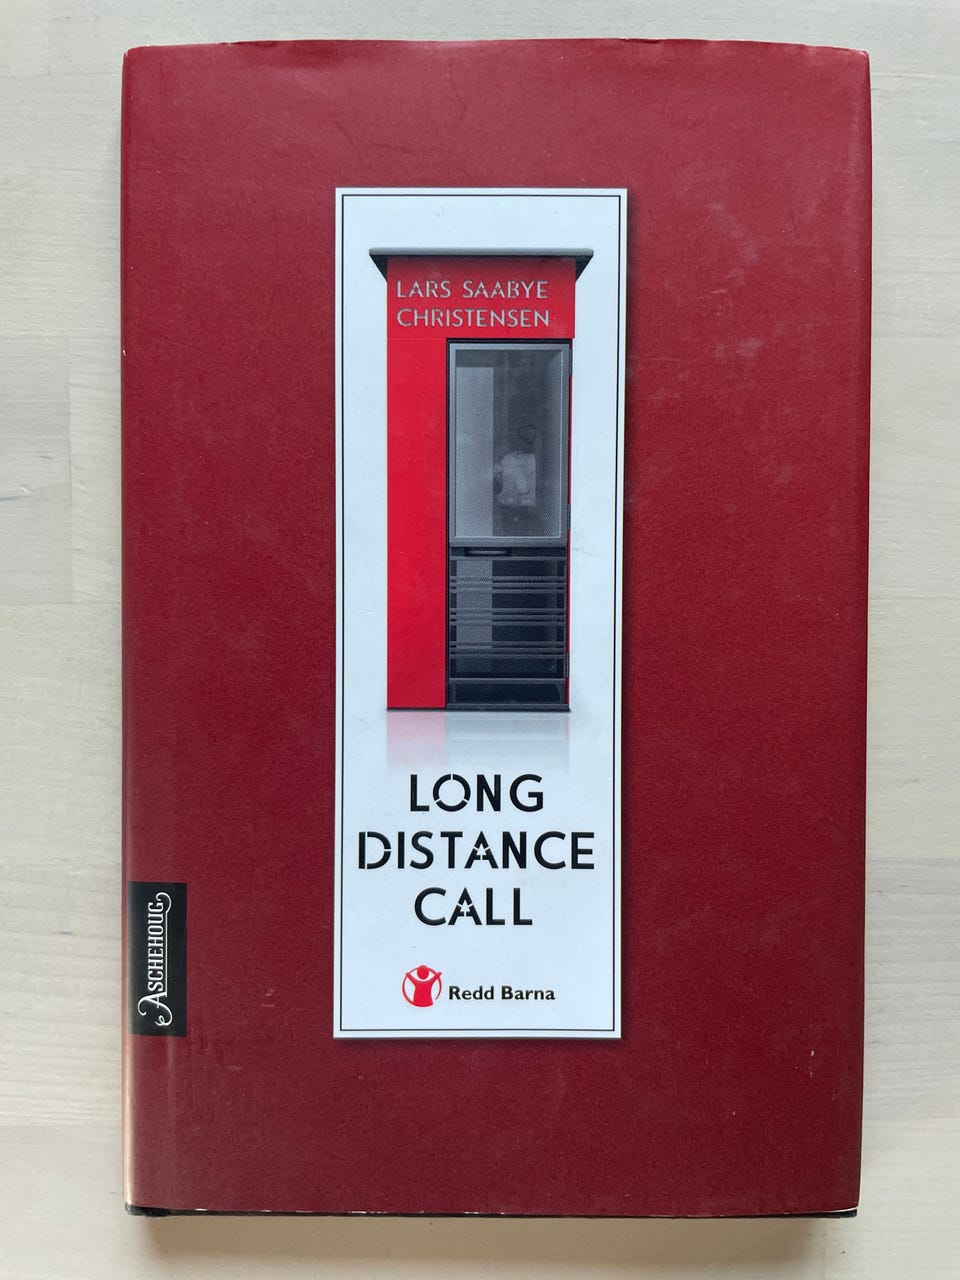 LARS SAABYE
CHRISTENSEN
LONG
DISTANCE
CALL
Redd Barna
ASCHEHOUG